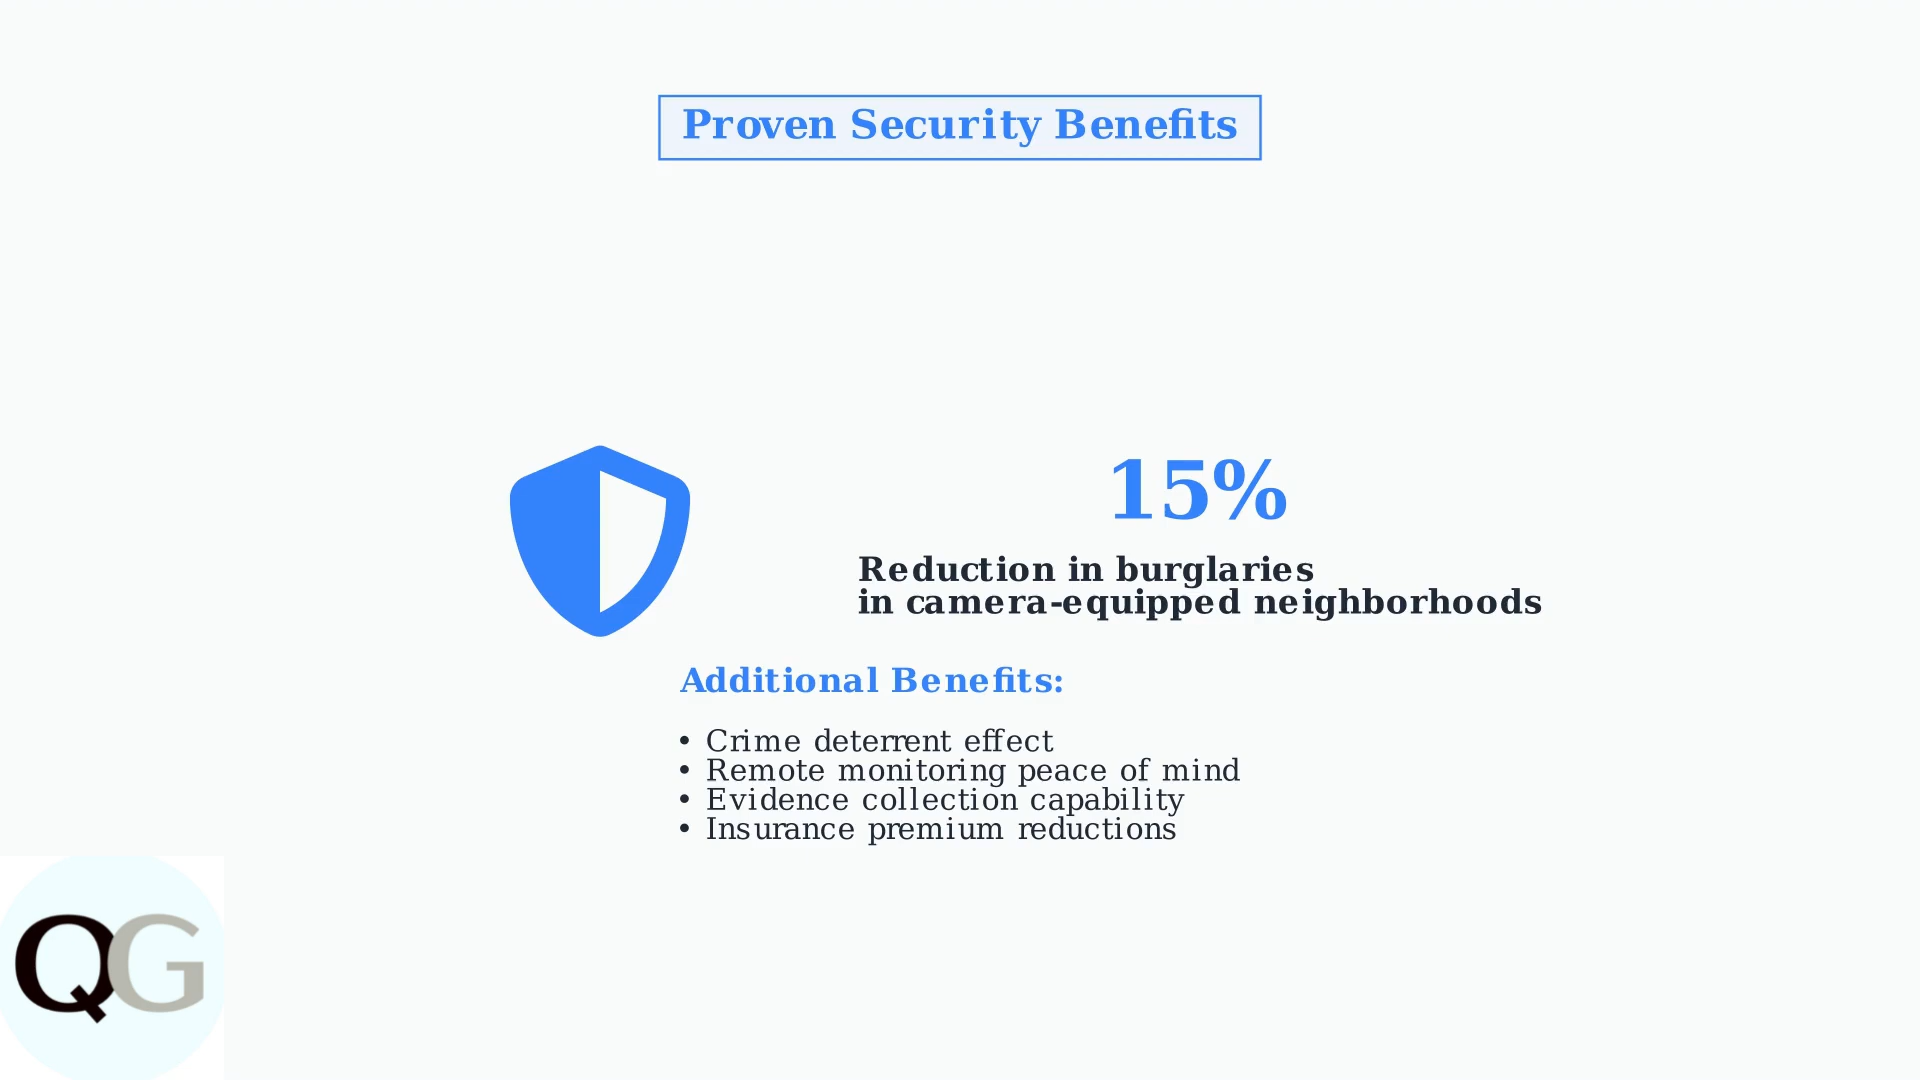 Proven Security Benefits
15%
Reduction in burglaries
in camera-equipped neighborhoods
Additional Benefits:
• Crime deterrent effect
• Remote monitoring peace of mind
• Evidence collection capability
• Insurance premium reductions
QG